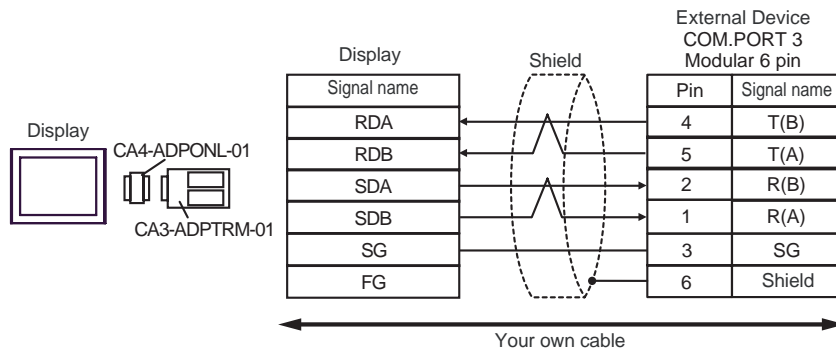 External Device
COM.PORT 3
Modular 6 pin
Display
Shield
Signal name
Pin
Signal name
RDA
4
T(B)
RDB
5
T(A)
SDA
2
R(B)
SDB
1
R(A)
SG
3
SG
FG
6
Shield
Display
CA4-ADPONL-01
CA3-ADPTRM-01
Your own cable